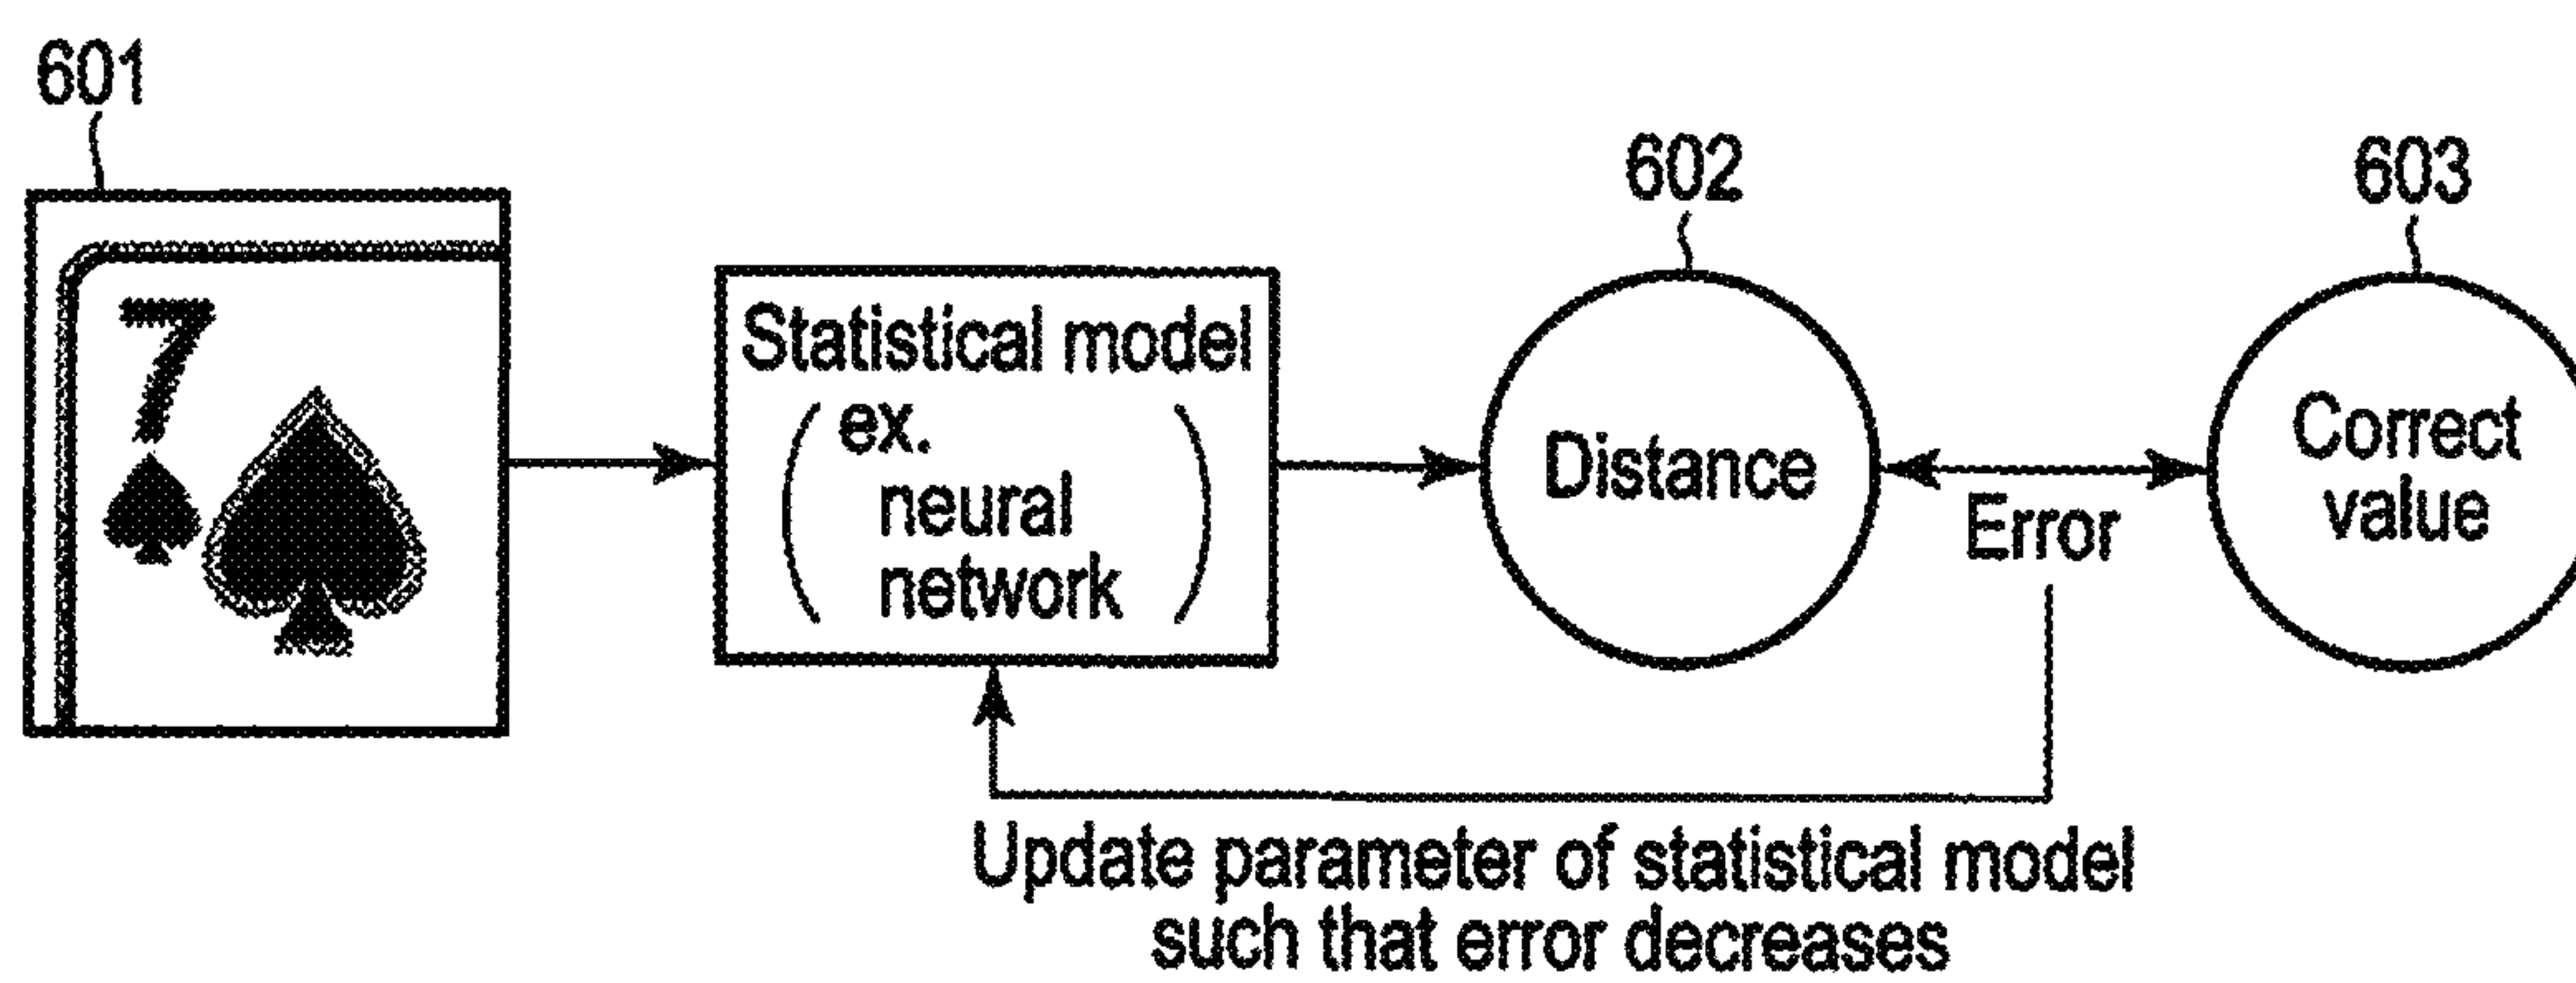 601
7
Statistical model
ex.
neural
network
602
Distance
Error
603
Correct
value
Update parameter of statistical model
such that error decreases